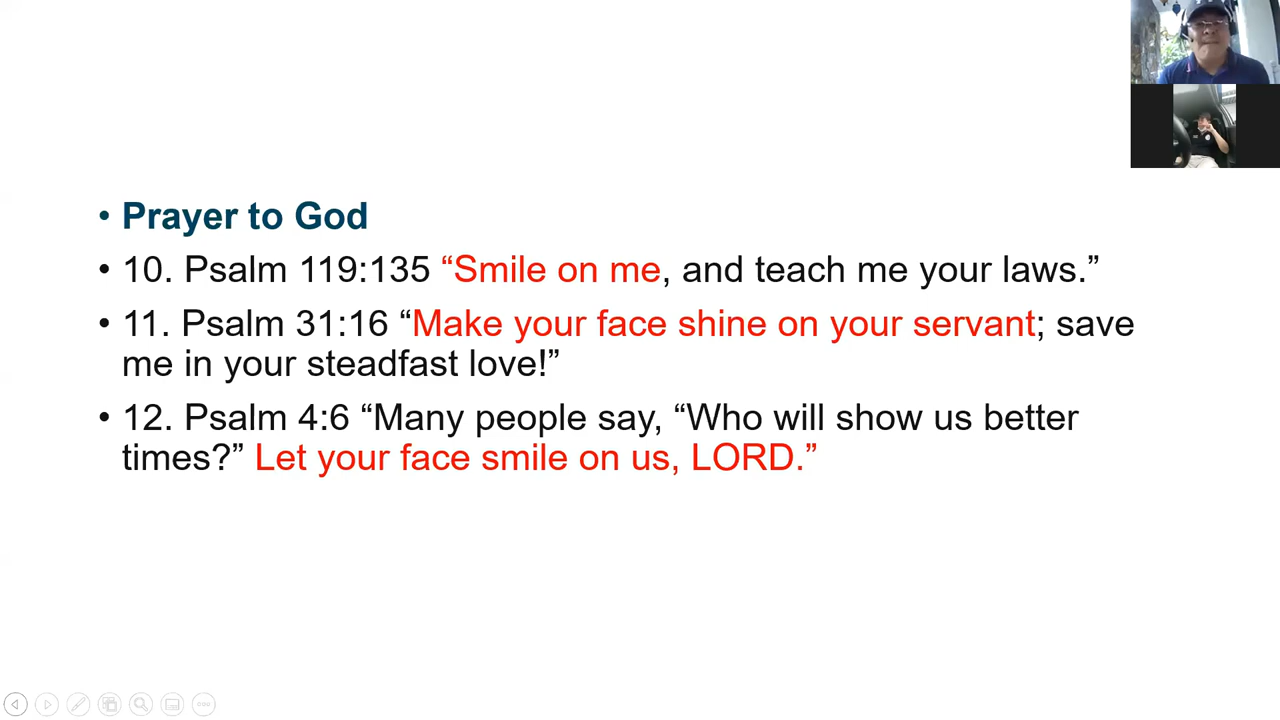 • Prayer to God
• 10. Psalm 119:135 “Smile on me, and teach me your laws.”
• 11. Psalm 31:16 “Make your face shine on your servant; save
me in your steadfast love!”
• 12. Psalm 4:6 “Many people say, “Who will show us better
times?” Let your face smile on us, LORD.”